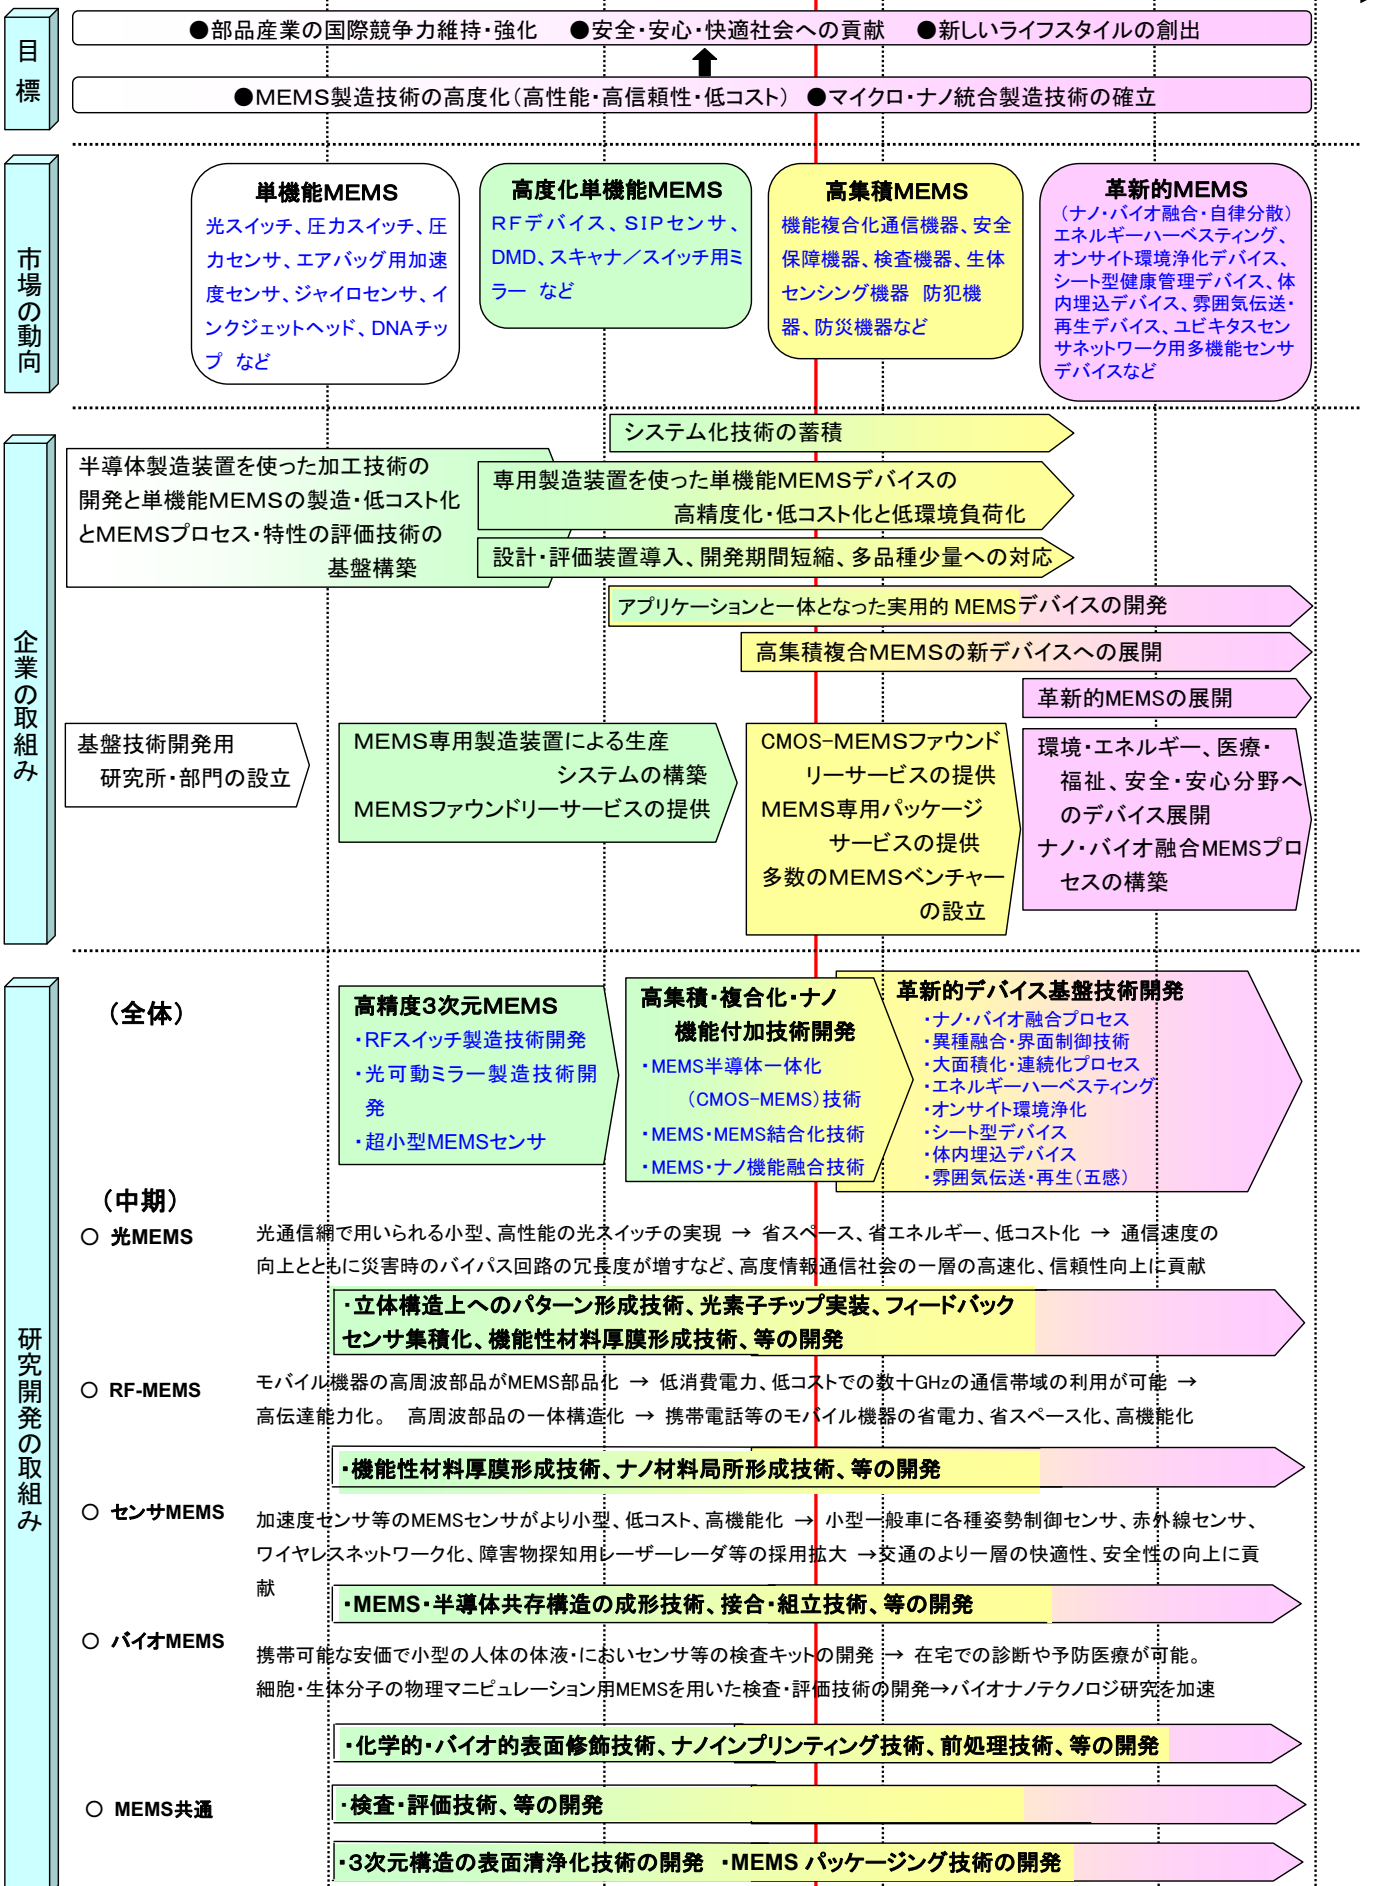 目標
●部品産業の国際競争力維持・強化　●安全・安心・快適社会への貢献　●新しいライフスタイルの創出
●MEMS製造技術の高度化(高性能・高信頼性・低コスト)　●マイクロ・ナノ統合製造技術の確立
市場の動向
単機能MEMS
光スイッチ、圧力スイッチ、圧
力センサ、エアバッグ用加速
度センサ、ジャイロセンサ、イ
ンクジェットヘッド、DNAチッ
プ　など
高度化単機能MEMS
RFデバイス、SIPセンサ、
DMD、スキャナ／スイッチ用ミ
ラー　など
高集積MEMS
機能複合化通信機器、安全
保障機器、検査機器、生体
センシング機器　防犯機
器、防災機器など
革新的MEMS
(ナノ・バイオ融合・自律分散)
エネルギーハーベスティング、
オンサイト環境浄化デバイス、
シート型健康管理デバイス、体
内埋込デバイス、雰囲気伝送・
再生デバイス、ユビキタスセン
サネットワーク用多機能センサ
デバイスなど
企業の取組み
システム化技術の蓄積
半導体製造装置を使った加工技術の
開発と単機能MEMSの製造・低コスト化
とMEMSプロセス・特性の評価技術の
基盤構築
専用製造装置を使った単機能MEMSデバイスの
高精度化・低コスト化と低環境負荷化
設計・評価装置導入、開発期間短縮、多品種少量への対応
アプリケーションと一体となった実用的 MEMSデバイスの開発
高集積複合MEMSの新デバイスへの展開
革新的MEMSの展開
基盤技術開発用
研究所・部門の設立
MEMS専用製造装置による生産
システムの構築
MEMSファウンドリーサービスの提供
CMOS-MEMSファウンド
リーサービスの提供
MEMS専用パッケージ
サービスの提供
多数のMEMSベンチャー
の設立
環境・エネルギー、医療・
福祉、安全・安心分野へ
のデバイス展開
ナノ・バイオ融合MEMSプロ
セスの構築
研究開発の取組み
(全体)
高精度3次元MEMS
・RFスイッチ製造技術開発
・光可動ミラー製造技術開
発
・超小型MEMSセンサ
高集積・複合化・ナノ
機能付加技術開発
・MEMS半導体一体化
(CMOS-MEMS)技術
・MEMS・MEMS結合化技術
・MEMS・ナノ機能融合技術
革新的デバイス基盤技術開発
・ナノ・バイオ融合プロセス
・異種融合・界面制御技術
・大面積化・連続化プロセス
・エネルギーハーベスティング
・オンサイト環境浄化
・シート型デバイス
・体内埋込デバイス
・雰囲気伝送・再生(五感)
(中期)
○ 光MEMS
光通信網で用いられる小型、高性能の光スイッチの実現 → 省スペース、省エネルギー、低コスト化 → 通信速度の
向上とともに災害時のバイパス回路の冗長度が増すなど、高度情報通信社会の一層の高速化、信頼性向上に貢献
・立体構造上へのパターン形成技術、光素子チップ実装、フィードバック
センサ集積化、機能性材料厚膜形成技術、等の開発
○ RF-MEMS
モバイル機器の高周波部品がMEMS部品化 → 低消費電力、低コストでの数十GHzの通信帯域の利用が可能 →
高伝達能力化。 高周波部品の一体構造化 → 携帯電話等のモバイル機器の省電力、省スペース化、高機能化
・機能性材料厚膜形成技術、ナノ材料局所形成技術、等の開発
○ センサMEMS
加速度センサ等のMEMSセンサがより小型、低コスト、高機能化 → 小型一般車に各種姿勢制御センサ、赤外線センサ、
ワイヤレスネットワーク化、障害物探知用レーザーレーダ等の採用拡大 →交通のより一層の快適性、安全性の向上に貢
献
・MEMS・半導体共存構造の成形技術、接合・組立技術、等の開発
○ バイオMEMS
携帯可能な安価で小型の人体の体液・においセンサ等の検査キットの開発 → 在宅での診断や予防医療が可能。
細胞・生体分子の物理マニピュレーション用MEMSを用いた検査・評価技術の開発→バイオナノテクノロジ研究を加速
・化学的・バイオ的表面修飾技術、ナノインプリンティング技術、前処理技術、等の開発
○ MEMS共通
・検査・評価技術、等の開発
・３次元構造の表面清浄化技術の開発 ・MEMS パッケージング技術の開発